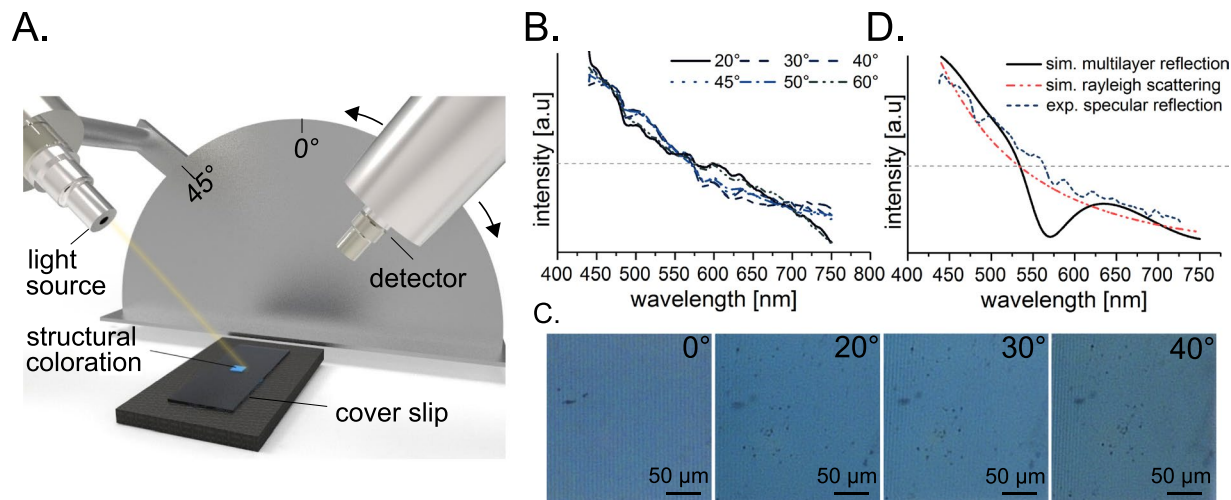 A.
0°
45°
light
source
detector
structural
coloration
cover slip
B.
intensity [a.u]
20° 30° 40°
45° 50° 60°
400 450 500 550 600 650 700 750 800
wavelength [nm]
D.
intensity [a.u]
sim. multilayer reflection
sim. rayleigh scattering
exp. specular reflection
400 450 500 550 600 650 700 750
wavelength [nm]
C.
0° 20° 30° 40°
50 µm 50 µm 50 µm 50 µm